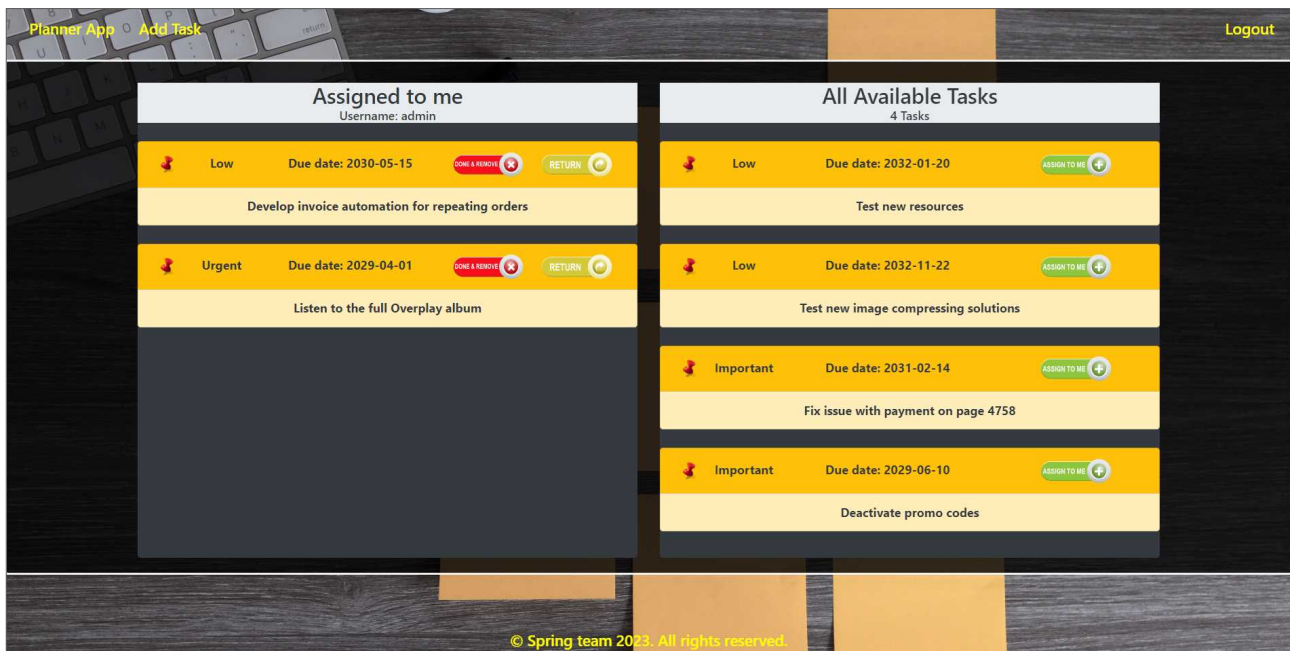 Planner App
Add Task
Logout
Assigned to me
Username: admin
Low Due date: 2030-05-15 DONE & REMOVE RETURN
Develop invoice automation for repeating orders
Urgent Due date: 2029-04-01 DONE & REMOVE RETURN
Listen to the full Overplay album
All Available Tasks
4 Tasks
Low Due date: 2032-01-20 ASSIGN TO ME
Test new resources
Low Due date: 2032-11-22 ASSIGN TO ME
Test new image compressing solutions
Important Due date: 2031-02-14 ASSIGN TO ME
Fix issue with payment on page 4758
Important Due date: 2029-06-10 ASSIGN TO ME
Deactivate promo codes
© Spring team 2023. All rights reserved.